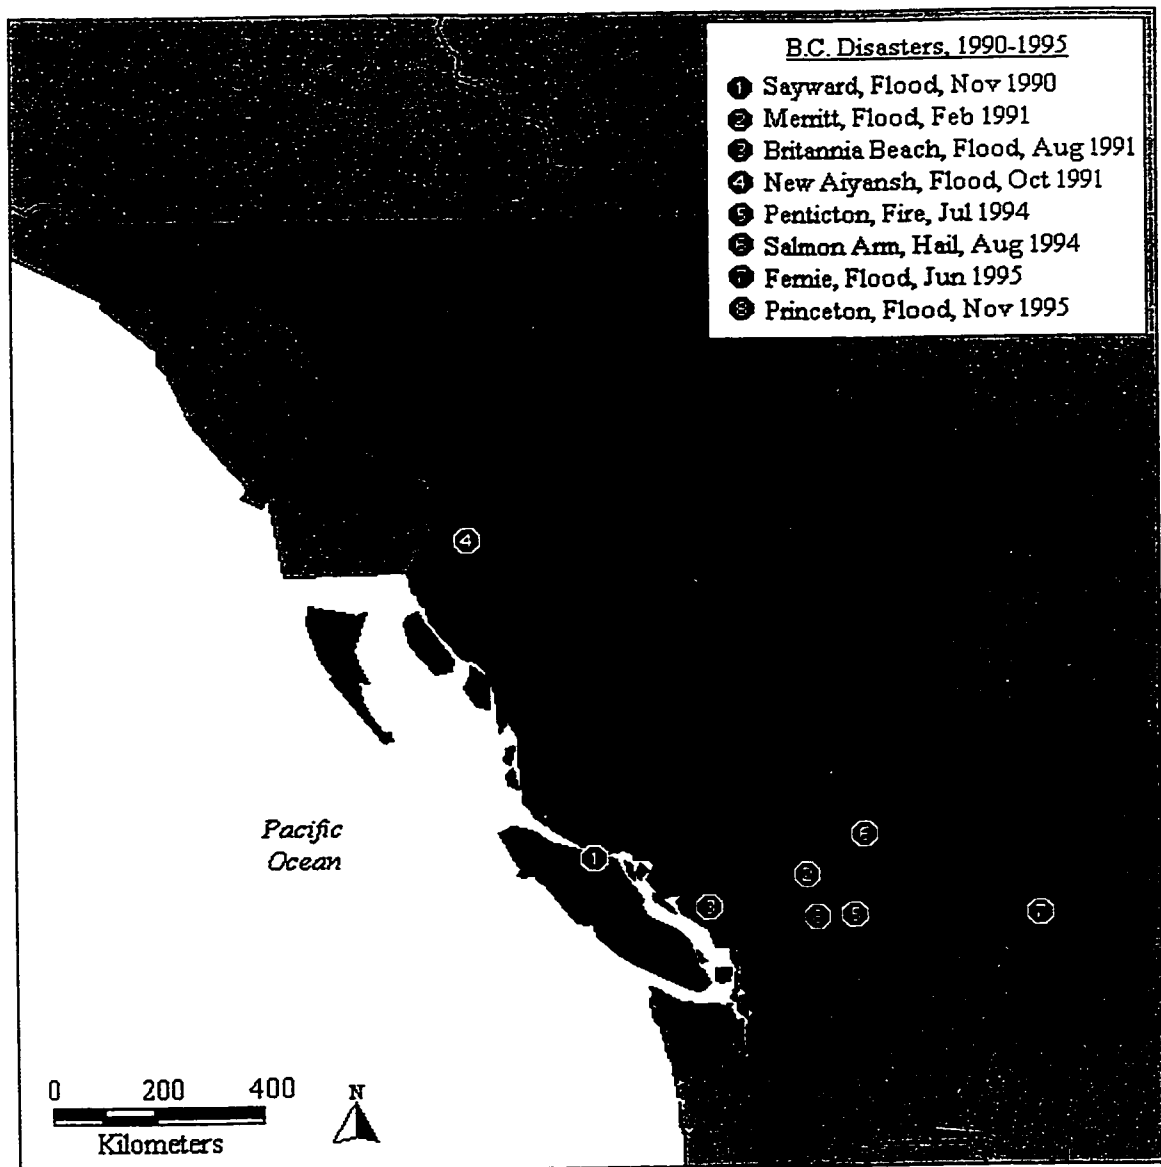 B.C. Disasters, 1990-1995
1 Sayward, Flood, Nov 1990
2 Merritt, Flood, Feb 1991
3 Britannia Beach, Flood, Aug 1991
4 New Aiyansh, Flood, Oct 1991
5 Penticton, Fire, Jul 1994
6 Salmon Arm, Hail, Aug 1994
7 Fernie, Flood, Jun 1995
8 Princeton, Flood, Nov 1995
4
Pacific
Ocean
6
1
2
3
8
5
7
0 200 400
Kilometers
N